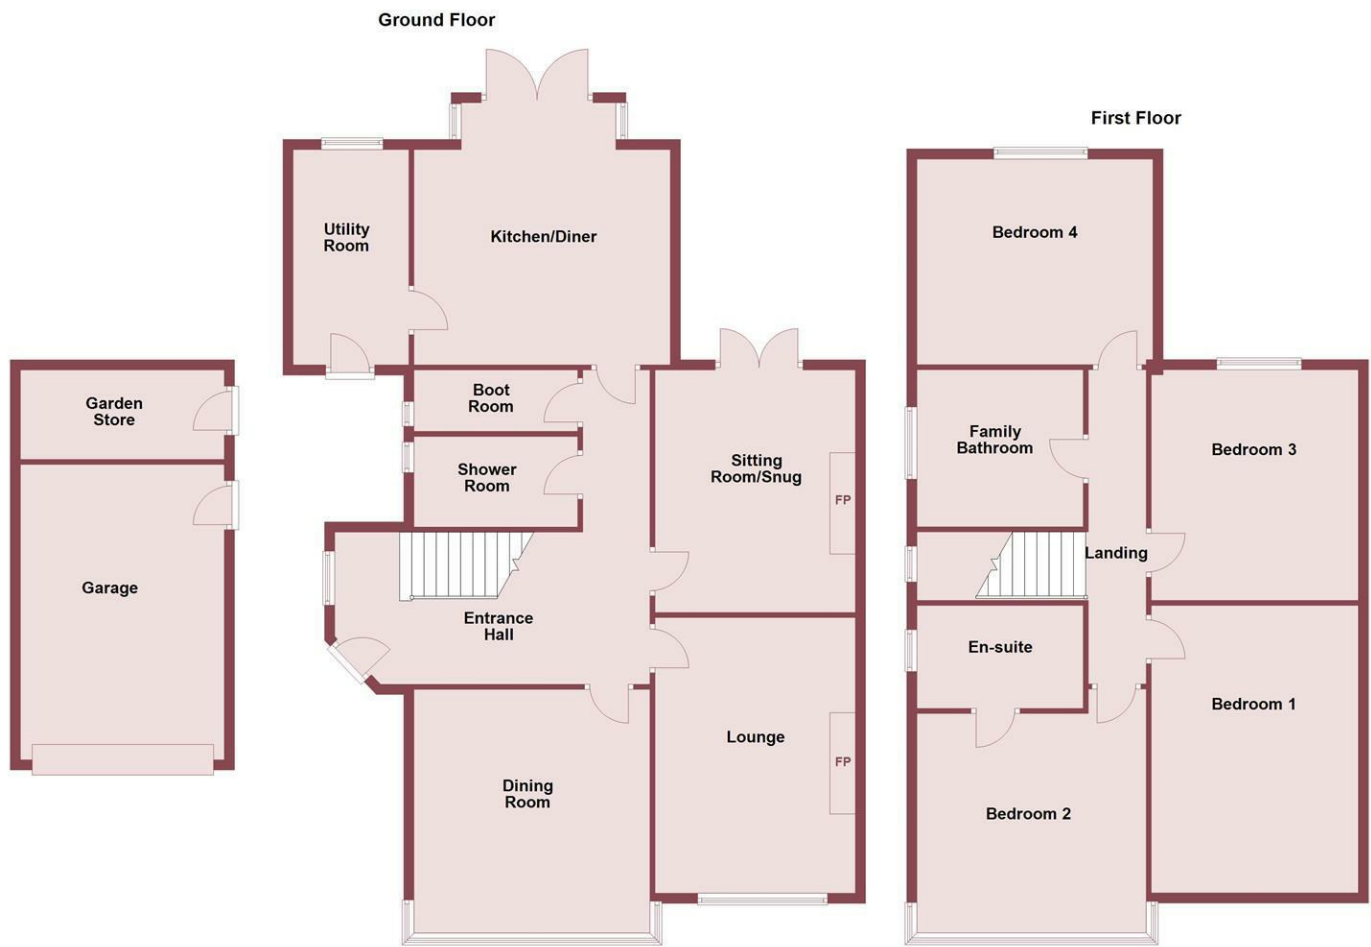 Ground Floor
First Floor
Utility
Room
Kitchen/Diner
Bedroom 4
Garden
Store
Boot
Room
Shower
Room
Sitting
Room/Snug
FP
Family
Bathroom
Bedroom 3
Garage
Entrance
Hall
Landing
En-suite
Bedroom 1
Lounge
FP
Dining
Room
Bedroom 2